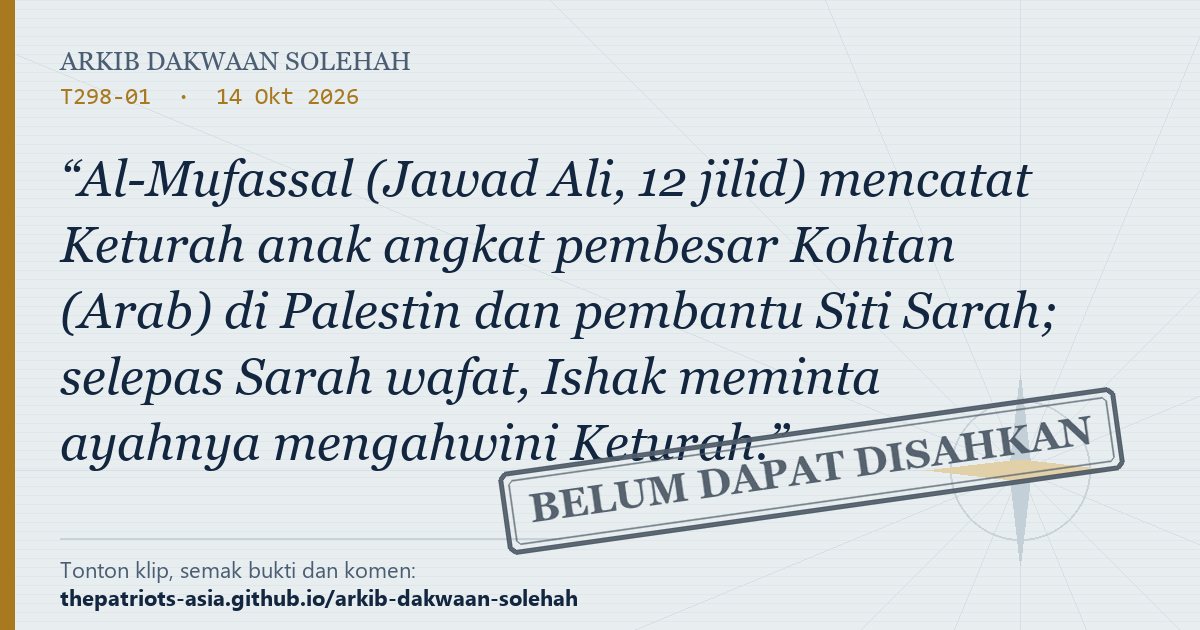 ARKIB DAKWAAN SOLEHAH
T298-01 · 14 Okt 2026
“Al-Mufassal (Jawad Ali, 12 jilid) mencatat
Keturah anak angkat pembesar Kohtan
(Arab) di Palestin dan pembantu Siti Sarah;
selepas Sarah wafat, Ishak meminta
ayahnya mengahwini Keturah.”
BELUM DAPAT DISAHKAN
Tonton klip, semak bukti dan komen:
thepatriots-asia.github.io/arkib-dakwaan-solehah